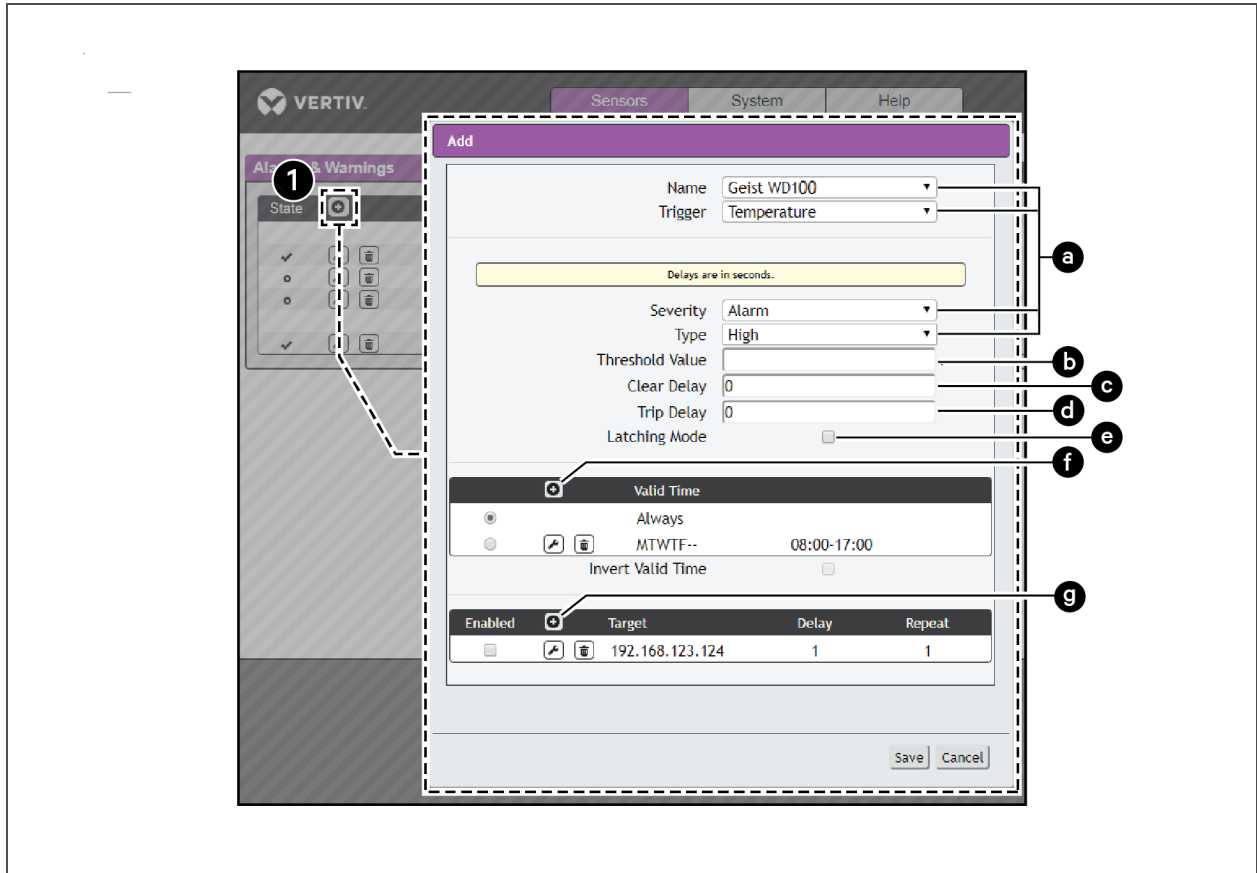 VERTIV.
Sensors System Help
Add
Alarms & Warnings
1
State
Name Geist WD100
Trigger Temperature
a
Delays are in seconds.
Severity Alarm
Type High
Threshold Value
b
Clear Delay 0
c
Trip Delay 0
d
Latching Mode
e
f
Valid Time
Always
MTWTF-- 08:00-17:00
Invert Valid Time
g
Enabled Target Delay Repeat
192.168.123.124 1 1
Save Cancel